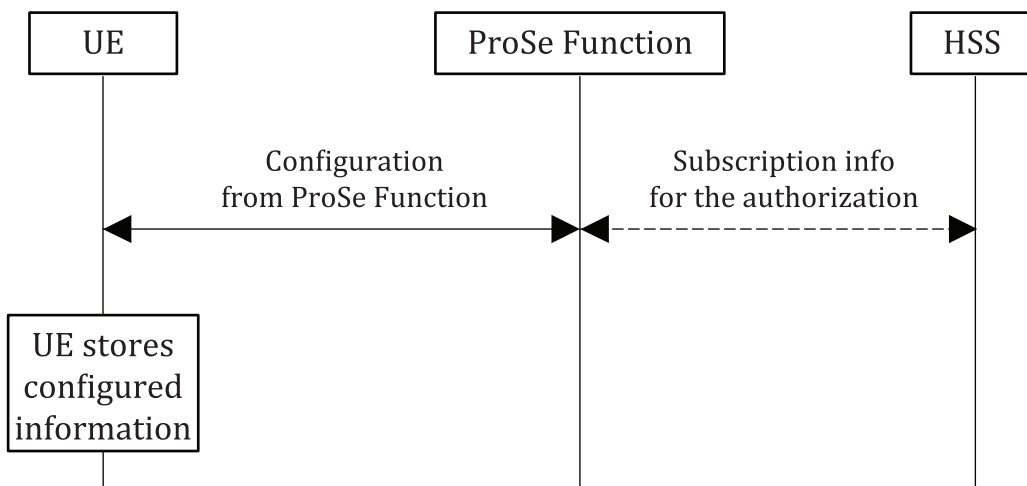 UE
ProSe Function
HSS
Configuration
from ProSe Function
Subscription info
for the authorization
UE stores
configured
information